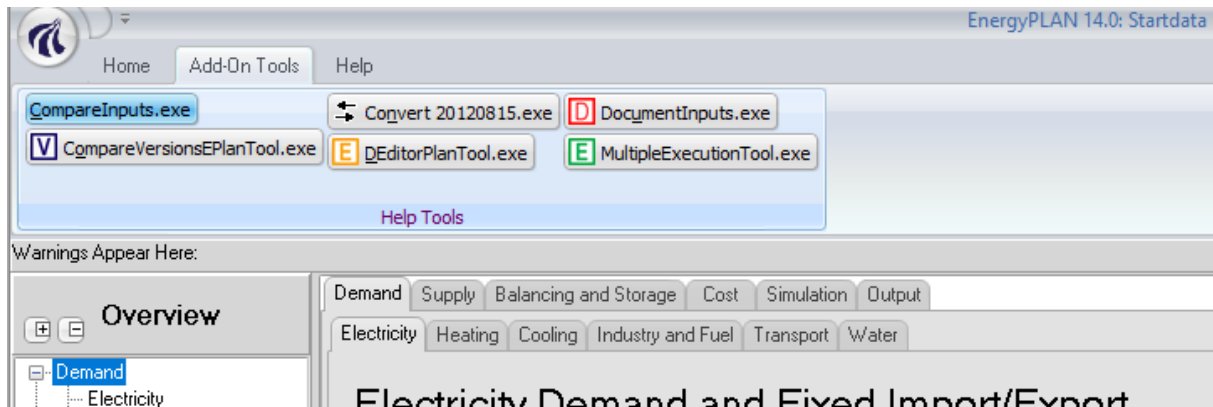 EnergyPLAN 14.0: Startdata
Home Add-On Tools Help
CompareInputs.exe Convert 20120815.exe D DocumentInputs.exe
V CompareVersionsEPlanTool.exe E DEditorPlanTool.exe E MultipleExecutionTool.exe
Help Tools
Warnings Appear Here:
Overview
Demand Supply Balancing and Storage Cost Simulation Output
Electricity Heating Cooling Industry and Fuel Transport Water
Demand
Electricity
Electricity Demand and Fixed Import/Export